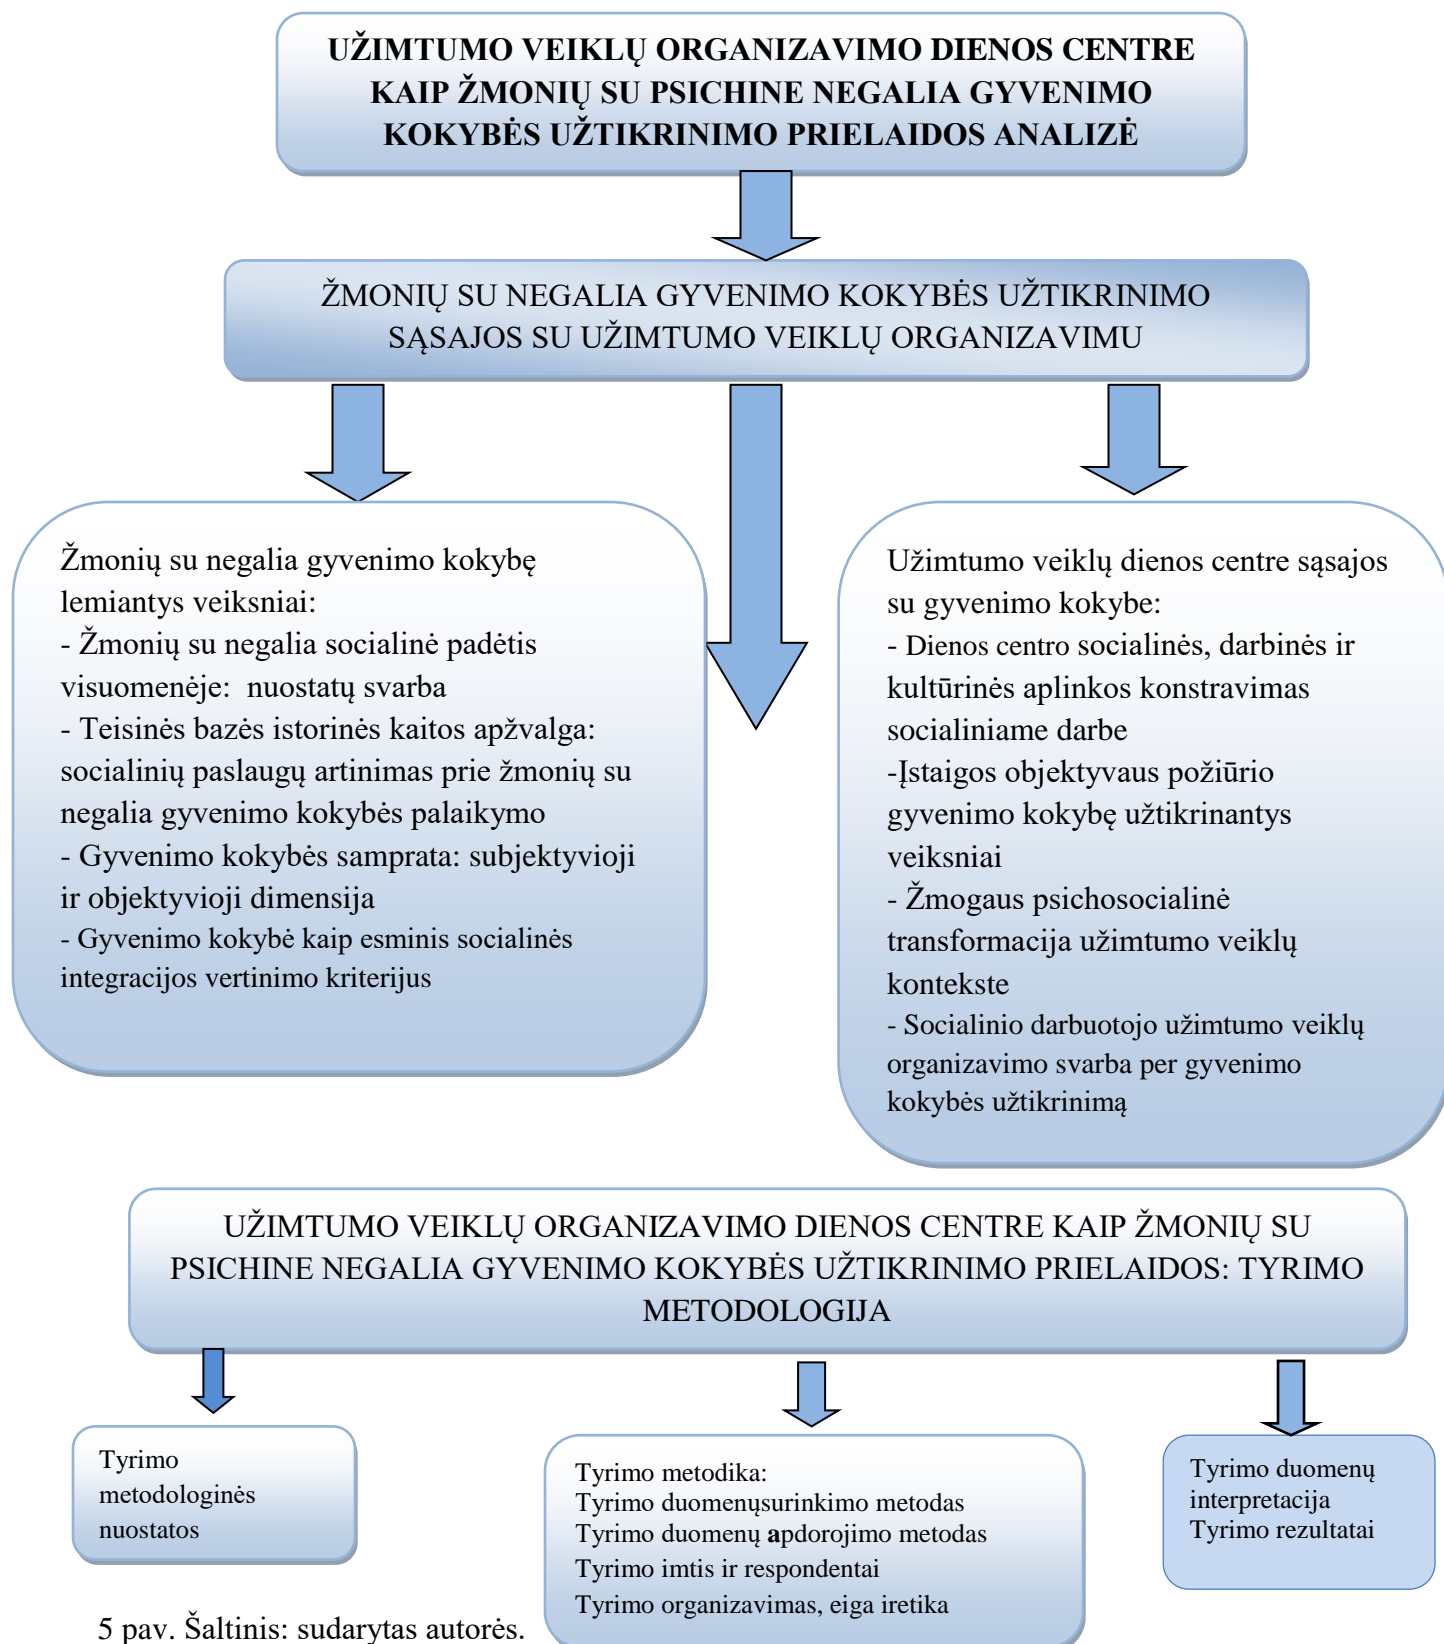 UŽIMTUMO VEIKLŲ ORGANIZAVIMO DIENOS CENTRE
KAIP ŽMONIŲ SU PSICHINE NEGALIA GYVENIMO
KOKYBĖS UŽTIKRINIMO PRIELAIDOS ANALIZĖ
ŽMONIŲ SU NEGALIA GYVENIMO KOKYBĖS UŽTIKRINIMO
SĄSAJOS SU UŽIMTUMO VEIKLŲ ORGANIZAVIMU
Žmonių su negalia gyvenimo kokybę
lemiantys veiksniai:
- Žmonių su negalia socialinė padėtis
visuomenėje: nuostatų svarba
- Teisinės bazės istorinės kaitos apžvalga:
socialinių paslaugų artinimas prie žmonių su
negalia gyvenimo kokybės palaikymo
- Gyvenimo kokybės samprata: subjektyvioji
ir objektyvioji dimensija
- Gyvenimo kokybė kaip esminis socialinės
integracijos vertinimo kriterijus
Užimtumo veiklų dienos centre sąsajos
su gyvenimo kokybe:
- Dienos centro socialinės, darbinės ir
kultūrinės aplinkos konstravimas
socialiniame darbe
-Įstaigos objektyvaus požiūrio
gyvenimo kokybę užtikrinantys
veiksniai
- Žmogaus psichosocialinė
transformacija užimtumo veiklų
kontekste
- Socialinio darbuotojo užimtumo veiklų
organizavimo svarba per gyvenimo
kokybės užtikrinimą
UŽIMTUMO VEIKLŲ ORGANIZAVIMO DIENOS CENTRE KAIP ŽMONIŲ SU
PSICHINE NEGALIA GYVENIMO KOKYBĖS UŽTIKRINIMO PRIELAIDOS: TYRIMO
METODOLOGIJA
Tyrimo
metodologinės
nuostatos
Tyrimo metodika:
Tyrimo duomenųsurinkimo metodas
Tyrimo duomenų apdorojimo metodas
Tyrimo imtis ir respondentai
Tyrimo organizavimas, eiga iretika
Tyrimo duomenų
interpretacija
Tyrimo rezultatai
5 pav. Šaltinis: sudarytas autorės.